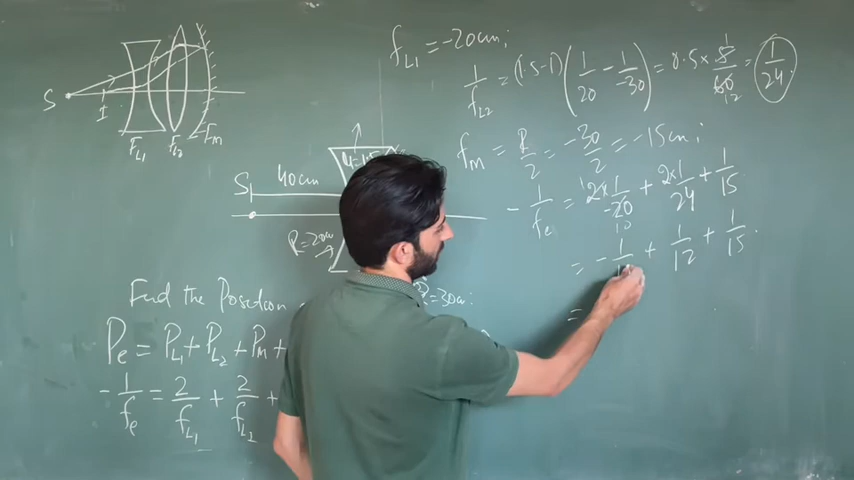 S
I
F_L1 F_L2 F_m
f_L1 = -20cm;
1/f_L2 = (1.5-1)(1/20 - 1/-30) = 0.5 × 5/60 = 1/24
12
f_m = R/2 = -30/2 = -15cm;
-1/f_e = 2×1/-20 + 2×1/24 + 1/15
10
= -1/1 + 1/12 + 1/15
=
S 40cm
R=20cm
R=30cm:
Find the Position
P_e = P_L1 + P_L2 + P_M +
-1/f_e = 2/f_L1 + 2/f_L2 +